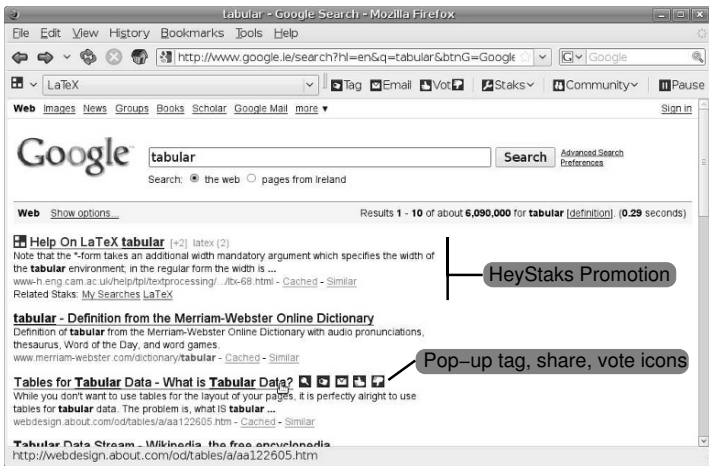 tabular - Google Search - Mozilla Firefox
File Edit View History Bookmarks Tools Help
http://www.google.ie/search?hl=en&q=tabular&btnG=Google Google
LaTeX Tag Email Vot Staks Community Pause
Web Images News Groups Books Scholar Google Mail more ▼ Sign in
Google tabular Search Advanced Search
Preferences
Search: the web pages from Ireland
Web Show options... Results 1 - 10 of about 6,090,000 for tabular [definition]. (0.29 seconds)
Help On LaTeX tabular [+2] latex (2)
Note that the *-form takes an additional width mandatory argument which specifies the width of
the tabular environment; in the regular form the width is ...
www-h.eng.cam.ac.uk/help/tpl/textprocessing/.../ltx-68.html - Cached - Similar
Related Staks: My Searches LaTeX
HeyStaks Promotion
tabular - Definition from the Merriam-Webster Online Dictionary
Definition of tabular from the Merriam-Webster Online Dictionary with audio pronunciations,
thesaurus, Word of the Day, and word games.
www.merriam-webster.com/dictionary/tabular - Cached - Similar
Pop-up tag, share, vote icons
Tables for Tabular Data - What is Tabular Data?
While you don't want to use tables for the layout of your pages, it is perfectly alright to use
tables for tabular data. The problem is, what IS tabular ...
webdesign.about.com/od/tables/a/aa122605.htm - Cached - Similar
Tabular Data Stream - Wikipedia, the free encyclopedia
http://webdesign.about.com/od/tables/a/aa122605.htm